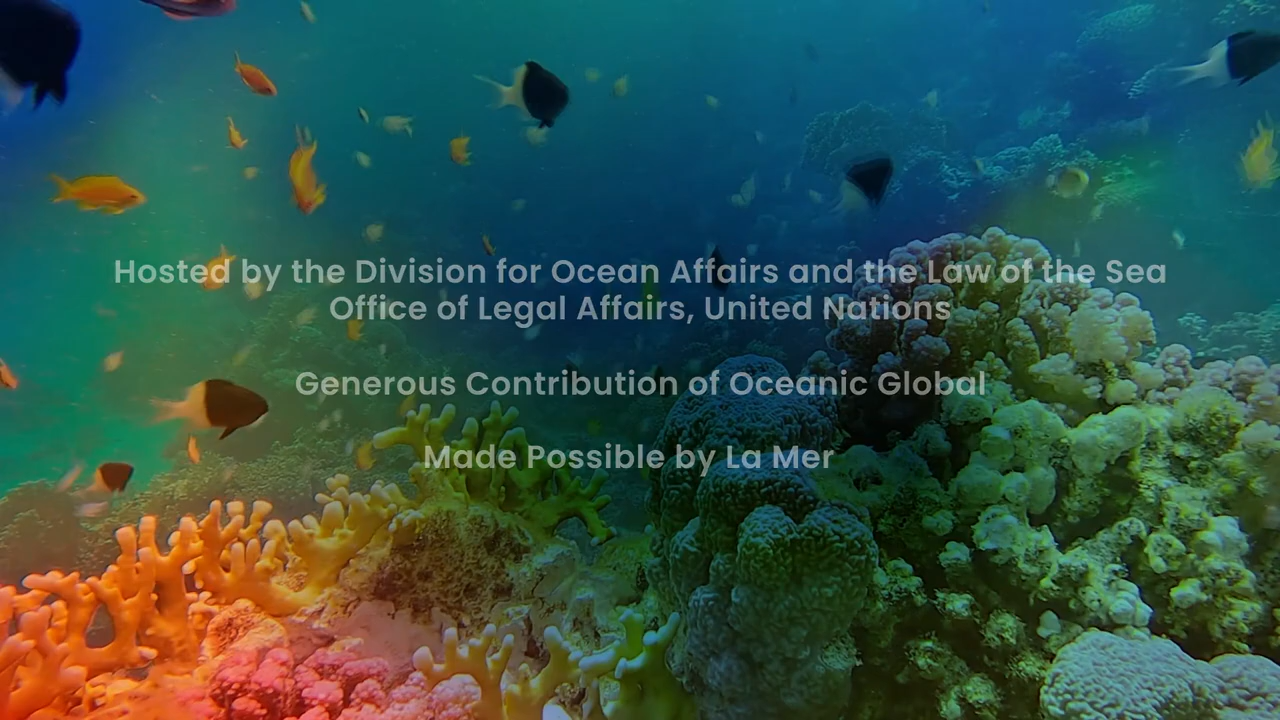 Hosted by the Division for Ocean Affairs and the Law of the Sea
Office of Legal Affairs, United Nations
Generous Contribution of Oceanic Global
Made Possible by La Mer